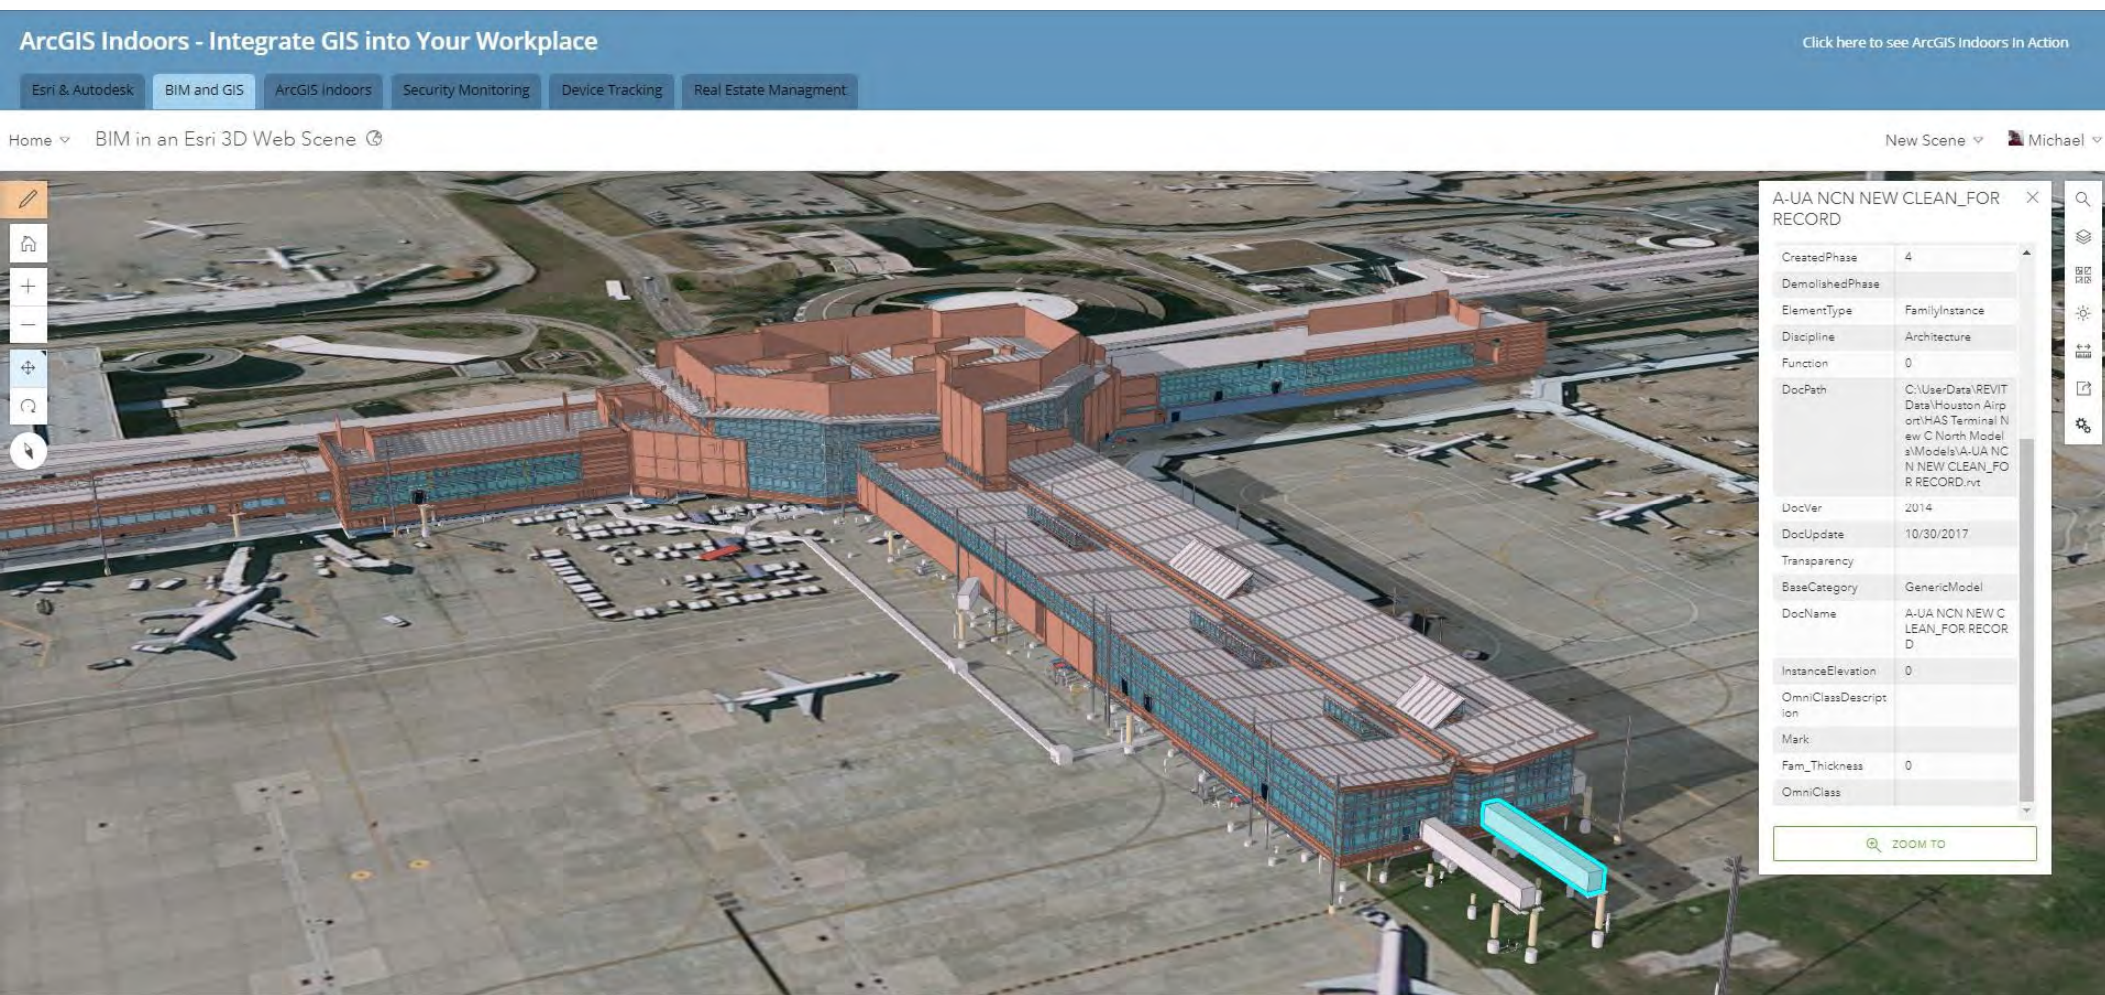 ArcGIS Indoors - Integrate GIS into Your Workplace
Click here to see ArcGIS Indoors In Action
Esri & Autodesk
BIM and GIS
ArcGIS indoors
Security Monitoring
Device Tracking
Real Estate Managment
Home
BIM in an Esri 3D Web Scene
New Scene
Michael
A-UA NCN NEW CLEAN_FOR
RECORD
CreatedPhase 4
DemolishedPhase
ElementType FamilyInstance
Discipline Architecture
Function 0
DocPath C:\UserData\REVIT
Data\Houston Airp
ort\HAS Terminal N
ew C North Model
s\Models\A-UA NC
N NEW CLEAN_FO
R RECORD.rvt
DocVer 2014
DocUpdate 10/30/2017
Transparency
BaseCategory GenericModel
DocName A-UA NCN NEW C
LEAN_FOR RECOR
D
InstanceElevation 0
OmniClassDescript
ion
Mark
Fam_Thickness 0
OmniClass
ZOOM TO